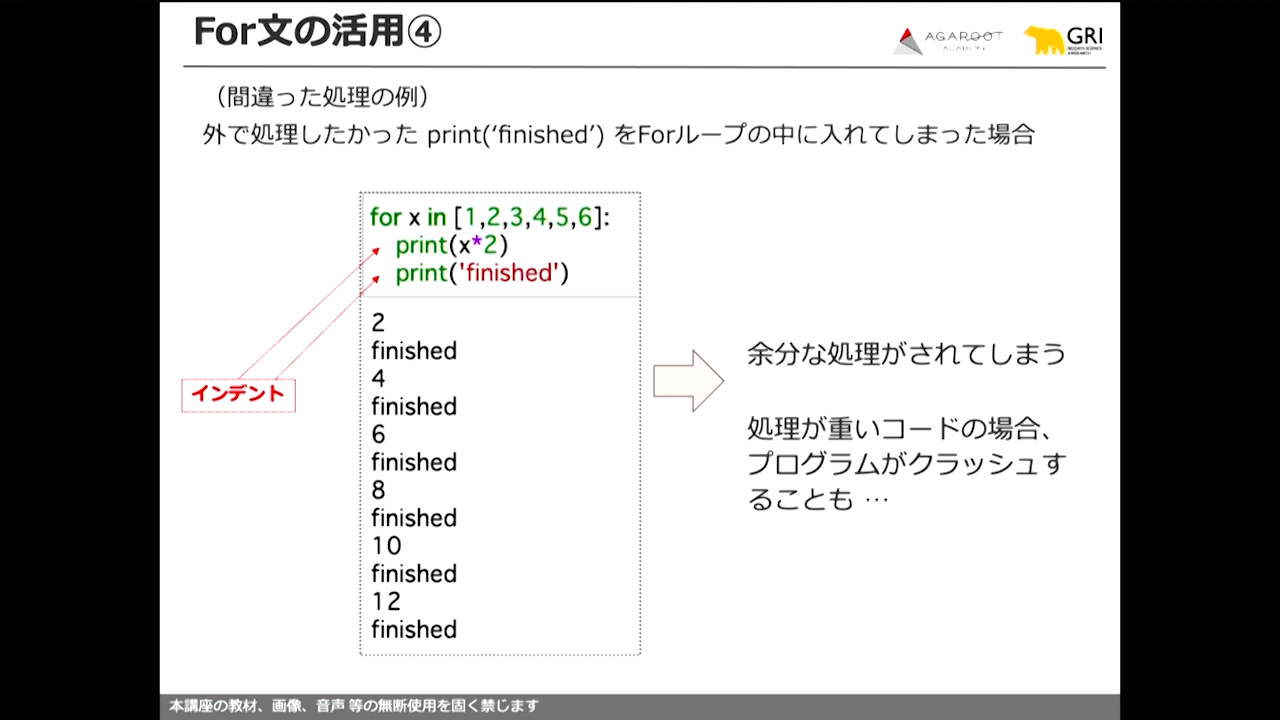 For文の活用④
AGAROOT
ACADEMY
GRI
（間違った処理の例）
外で処理したかった print(‘finished’) をForループの中に入れてしまった場合
for x in [1,2,3,4,5,6]:
print(x*2)
print('finished')
インデント
2
finished
4
finished
6
finished
8
finished
10
finished
12
finished
余分な処理がされてしまう
処理が重いコードの場合、
プログラムがクラッシュす
ることも …
本講座の教材、画像、音声 等の無断使用を固く禁じます